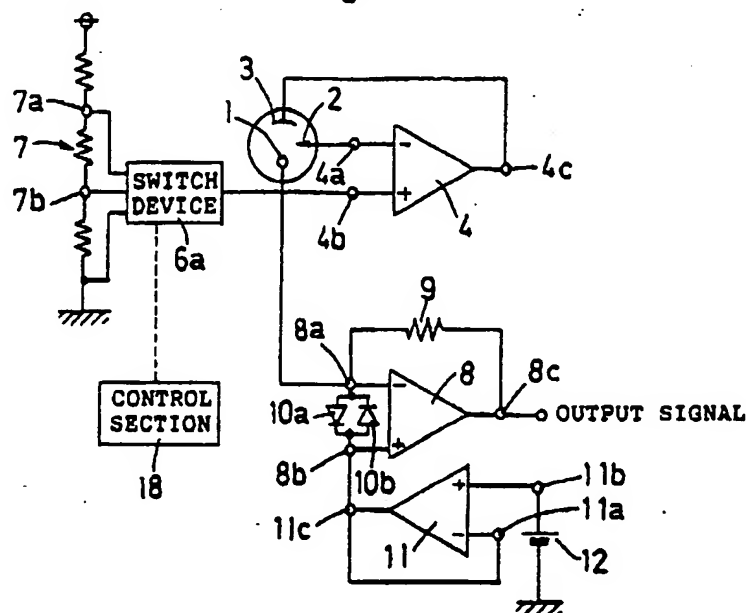 3
2
7a
1
7
SWITCH
DEVICE
4a
-
4c
7b
+
6a
4b
4
9
8a
-
8
8c
CONTROL
SECTION
10a
OUTPUT SIGNAL
+
8b
10b
11b
18
+
11a
11c
11
-
12